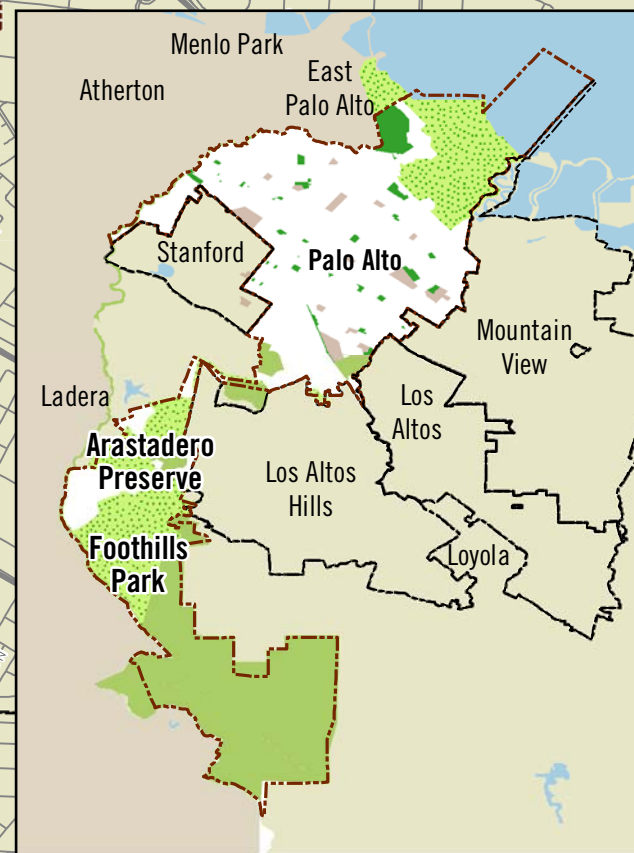 Menlo Park
Atherton
East
Palo Alto
Stanford
Palo Alto
Mountain
View
Ladera
Los
Altos
Arastadero
Preserve
Los Altos
Hills
Foothills
Park
Loyola